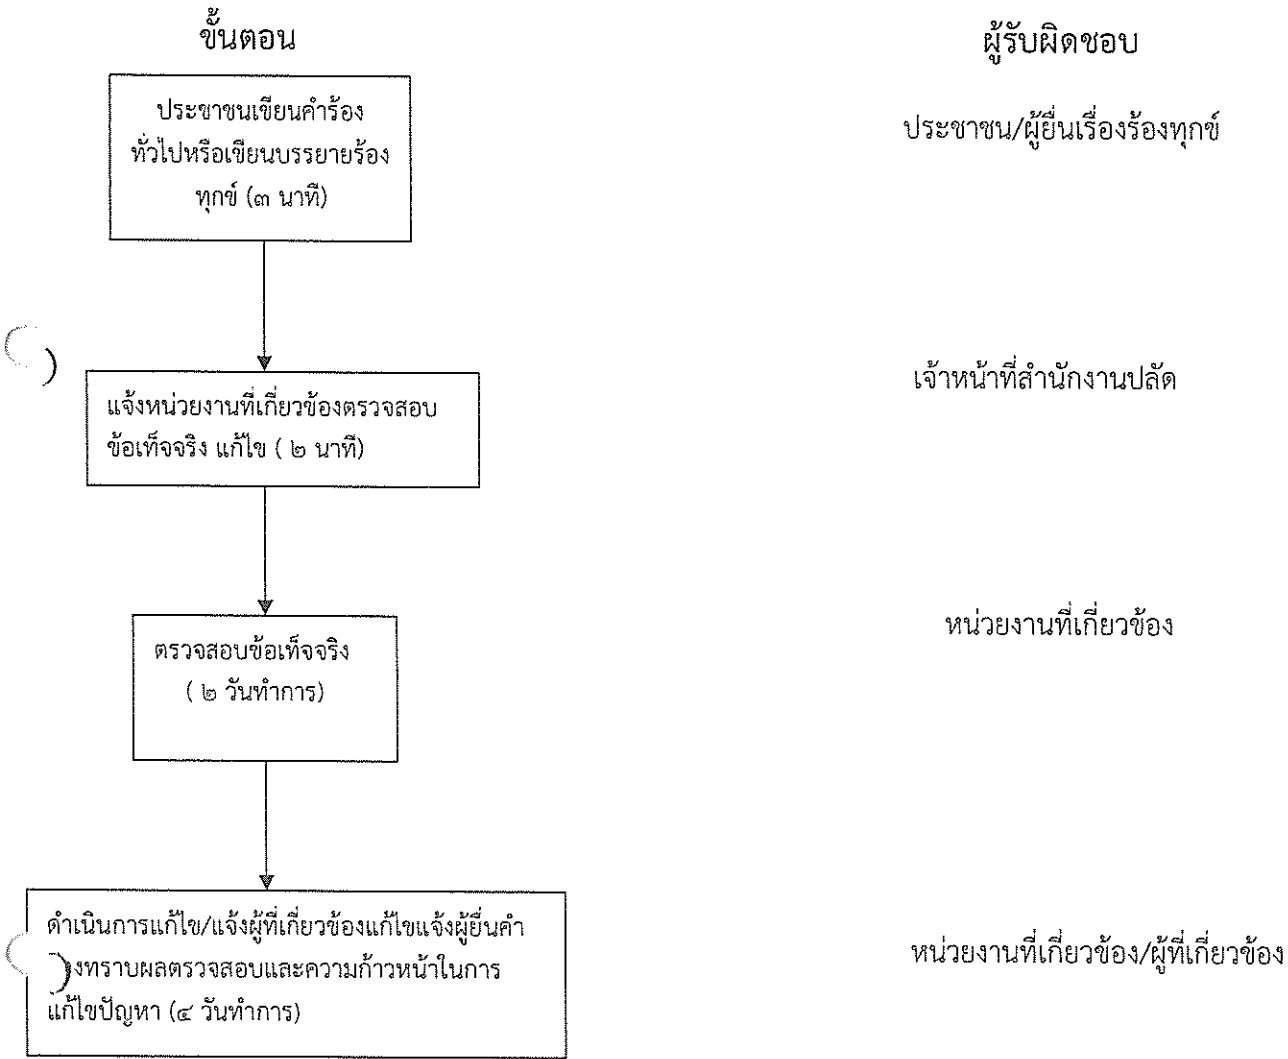 ขั้นตอน
ผู้รับผิดชอบ
ประชาชนเขียนคำร้อง
ทั่วไปหรือเขียนบรรยายร้อง
ทุกข์ (๓ นาที)
ประชาชน/ผู้ยื่นเรื่องร้องทุกข์
แจ้งหน่วยงานที่เกี่ยวข้องตรวจสอบ
ข้อเท็จจริง แก้ไข ( ๒ นาที)
เจ้าหน้าที่สำนักงานปลัด
ตรวจสอบข้อเท็จจริง
( ๒ วันทำการ)
หน่วยงานที่เกี่ยวข้อง
ดำเนินการแก้ไข/แจ้งผู้ที่เกี่ยวข้องแก้ไขแจ้งผู้ยื่นคำ
งทราบผลตรวจสอบและความก้าวหน้าในการ
แก้ไขปัญหา (๔ วันทำการ)
หน่วยงานที่เกี่ยวข้อง/ผู้ที่เกี่ยวข้อง